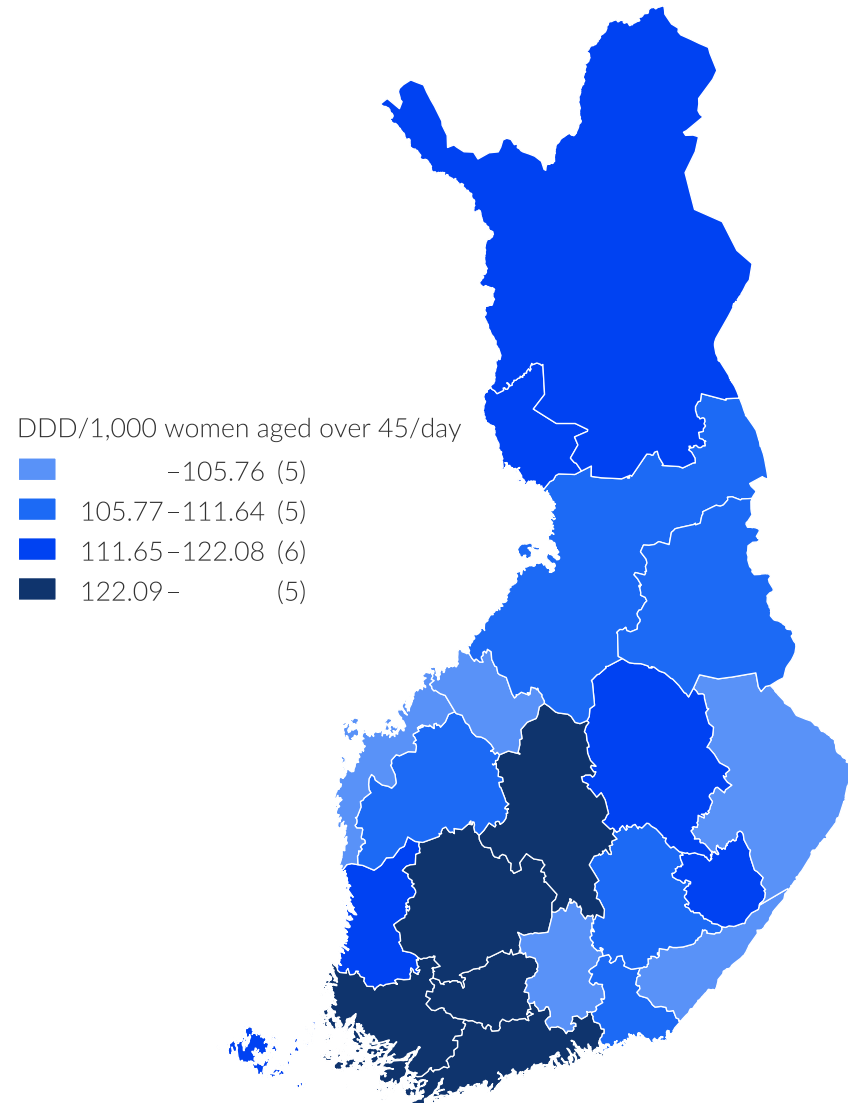 DDD/1,000 women aged over 45/day
–105.76 (5)
105.77–111.64 (5)
111.65–122.08 (6)
122.09– (5)